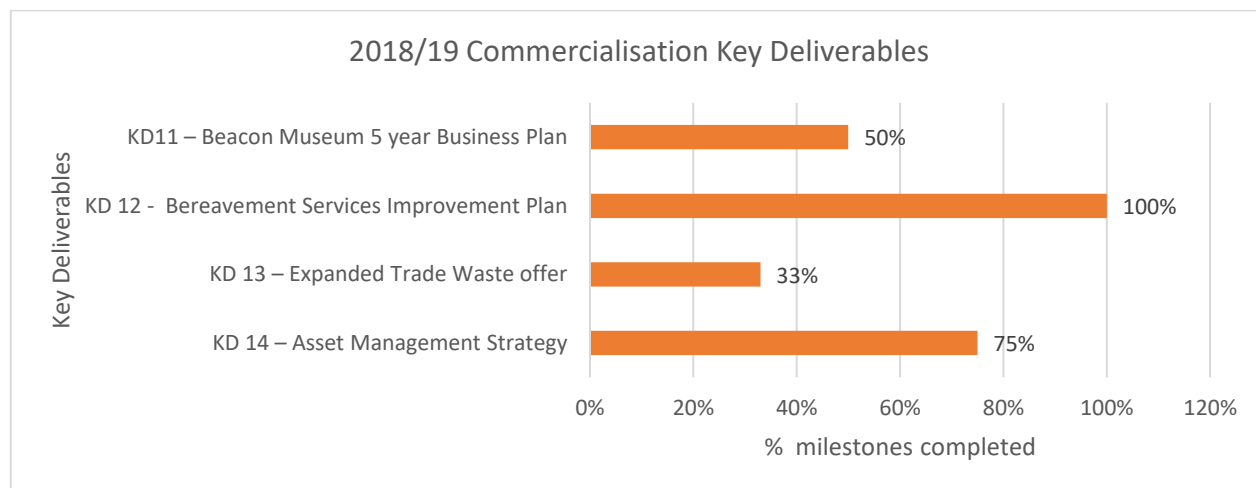 2018/19 Commercialisation Key Deliverables
Key Deliverables
KD11 – Beacon Museum 5 year Business Plan
50%
KD 12 -  Bereavement Services Improvement Plan
100%
KD 13 – Expanded Trade Waste offer
33%
KD 14 – Asset Management Strategy
75%
0% 20% 40% 60% 80% 100% 120%
%  milestones completed